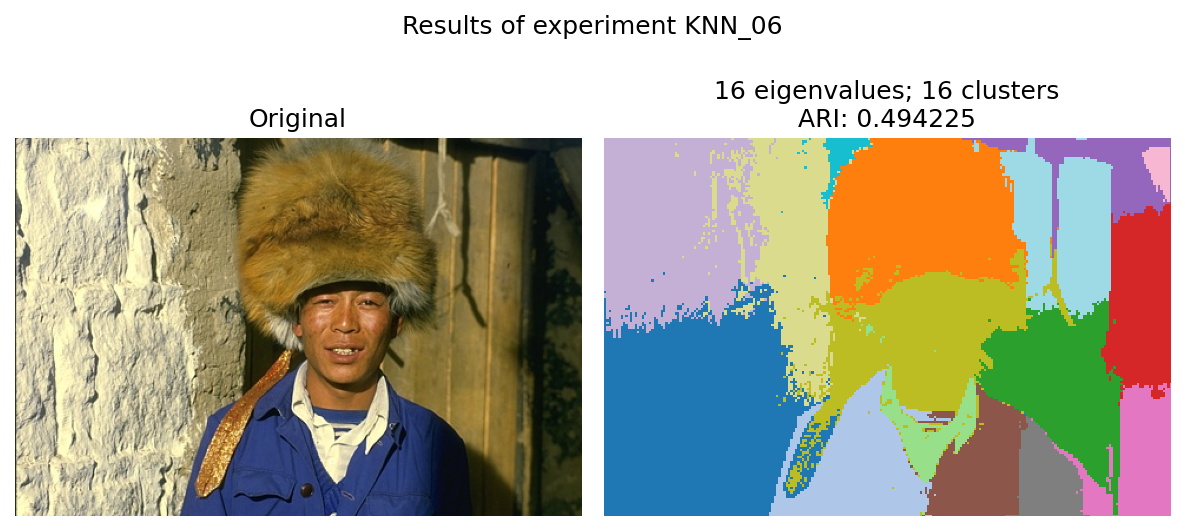 Results of experiment KNN_06
Original
16 eigenvalues; 16 clusters
ARI: 0.494225